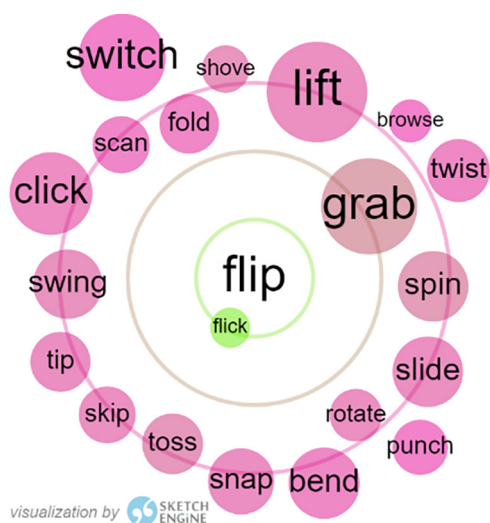 switch
shove
lift
browse
scan
fold
twist
click
grab
swing
flip
spin
flick
tip
slide
skip
rotate
toss
punch
snap
bend
visualization by SKETCH
ENGINE